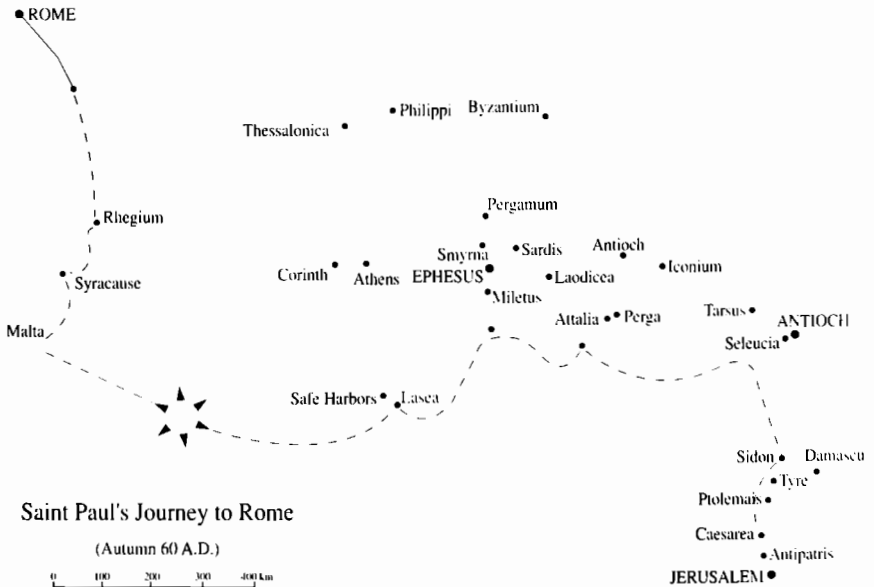 ROME
Philippi
Byzantium
Thessalonica
Pergamum
Rhegium
Smyrna
Sardis
Antioch
Corinth
Athens
EPHESUS
Laodicea
Iconium
Syracause
Miletus
Malta
Attalia
Perga
Tarsus
ANTIOCH
Seleucia
Safe Harbors
Lasea
Sidon
Damascu
Tyre
Ptolemais
Saint Paul's Journey to Rome
Caesarea
(Autumn 60 A.D.)
Antipatris
0 100 200 300 400 km
JERUSALEM